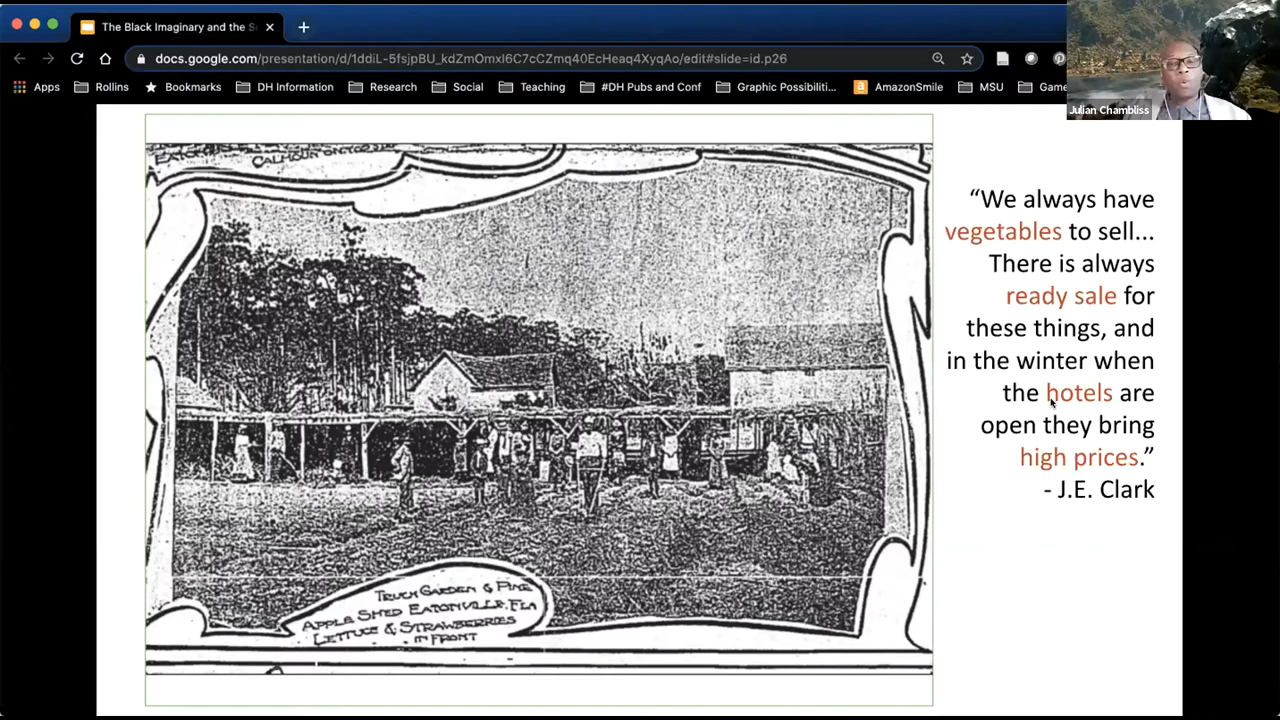 The Black Imaginary and the S
docs.google.com/presentation/d/1ddiL-5fsjpBU_kdZmOmxI6C7cCZmq40EcHeaq4XyqAo/edit#slide=id.p26
Apps Rollins Bookmarks DH Information Research Social Teaching #DH Pubs and Conf Graphic Possibiliti... AmazonSmile MSU Game
Julian Chambliss
“We always have
vegetables to sell...
There is always
ready sale for
these things, and
in the winter when
the hotels are
open they bring
high prices.”
- J.E. Clark
TRUCK GARDEN & PINE
APPLE SHED EATONVILLE, FLA
LETTUCE & STRAWBERRIES
IN FRONT